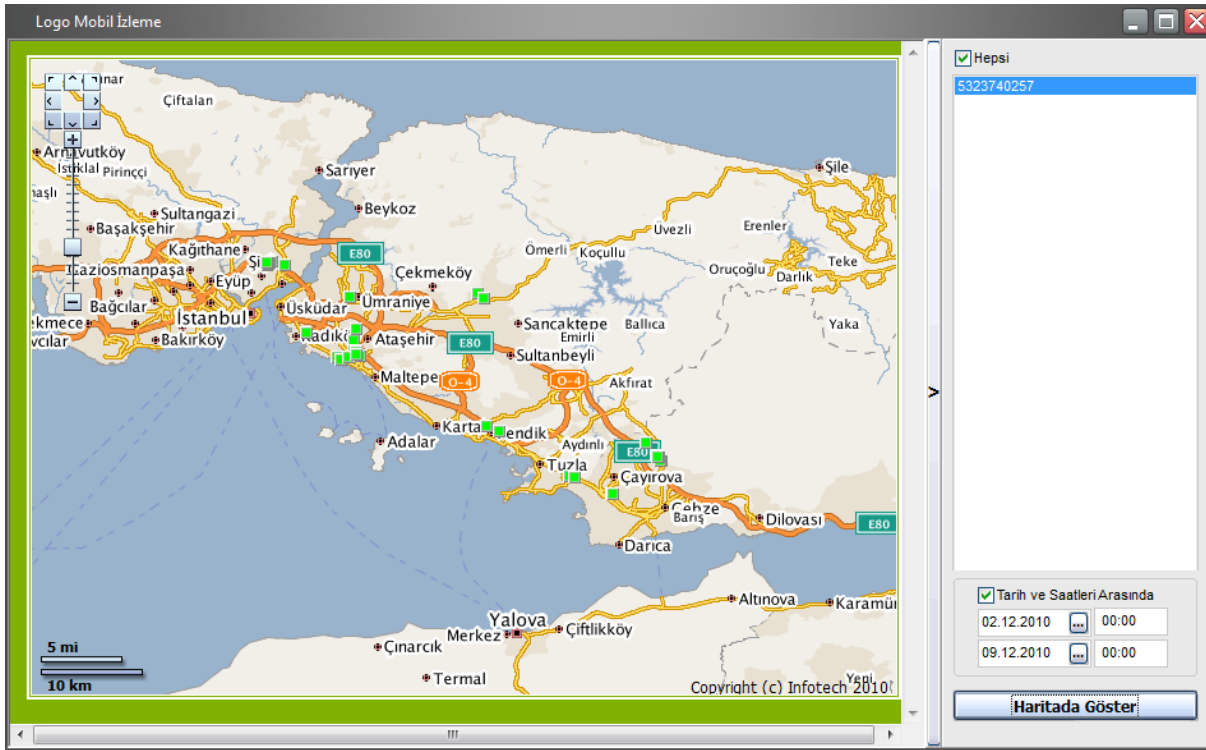 Logo Mobil İzleme
Hepsi
5323740257
Çiftalan
Arnavutköy
İstiklal Pirinççi
Sarıyer
Şile
Sultangazi
Beykoz
Başakşehir
Üvezli
Erenler
Kağıthane
E80
Ömerli
Koçullu
Teke
Gaziosmanpaşa
Eyüp
Çekmeköy
Oruçoğlu
Darlık
Bağcılar
Ümraniye
İstanbul
Üsküdar
Sancaktepe
Ballıca
Yaka
Bakırköy
Ataşehir
E80
Emirli
Sultanbeyli
Maltepe
O-4
O-4
Akfırat
Adalar
Aydınlı
E80
Tuzla
Çayırova
Gebze
Barış
Dilovası
E80
Darıca
>
Altınova
Yalova
Merkez
Çiftlikköy
Çınarcık
5 mi
10 km
Termal
Copyright (c) Infotech 2010
Tarih ve Saatleri Arasında
02.12.2010 ... 00:00
09.12.2010 ... 00:00
Haritada Göster